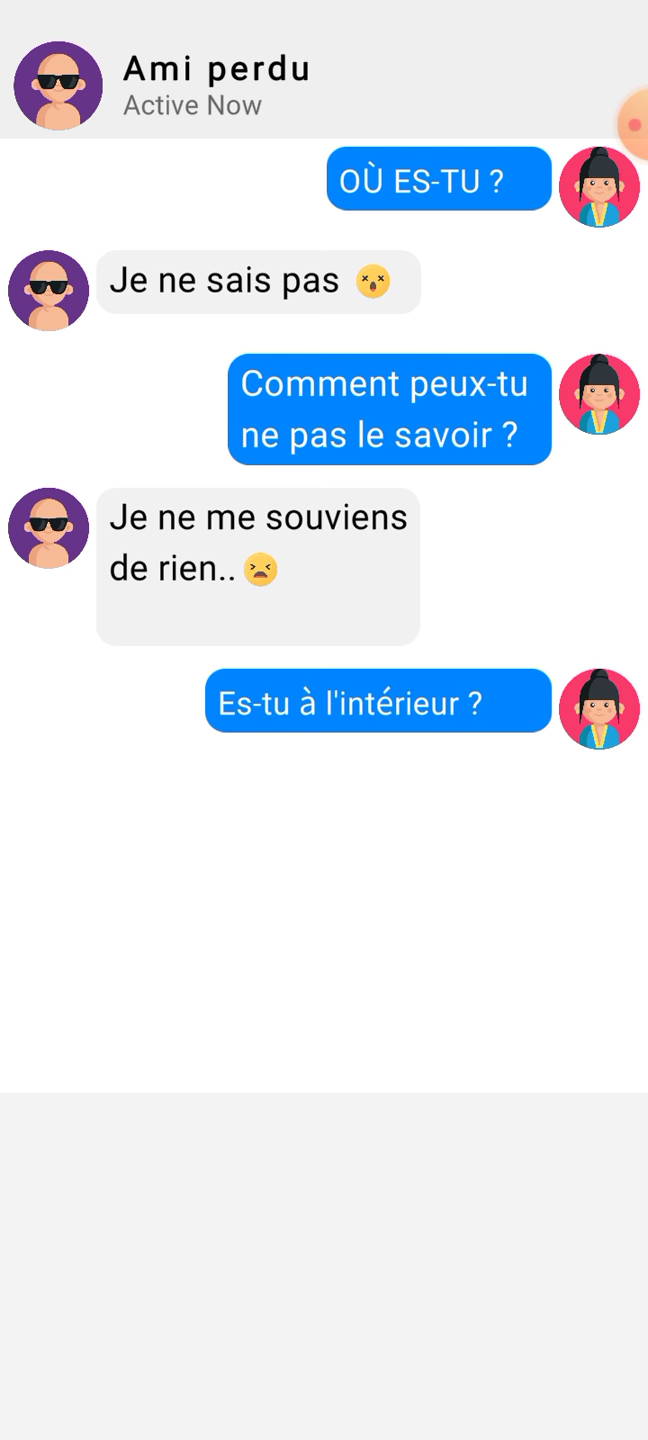 Ami perdu
Active Now
OÙ ES-TU ?
Je ne sais pas 😵
Comment peux-tu
ne pas le savoir ?
Je ne me souviens
de rien..😣
Es-tu à l'intérieur ?